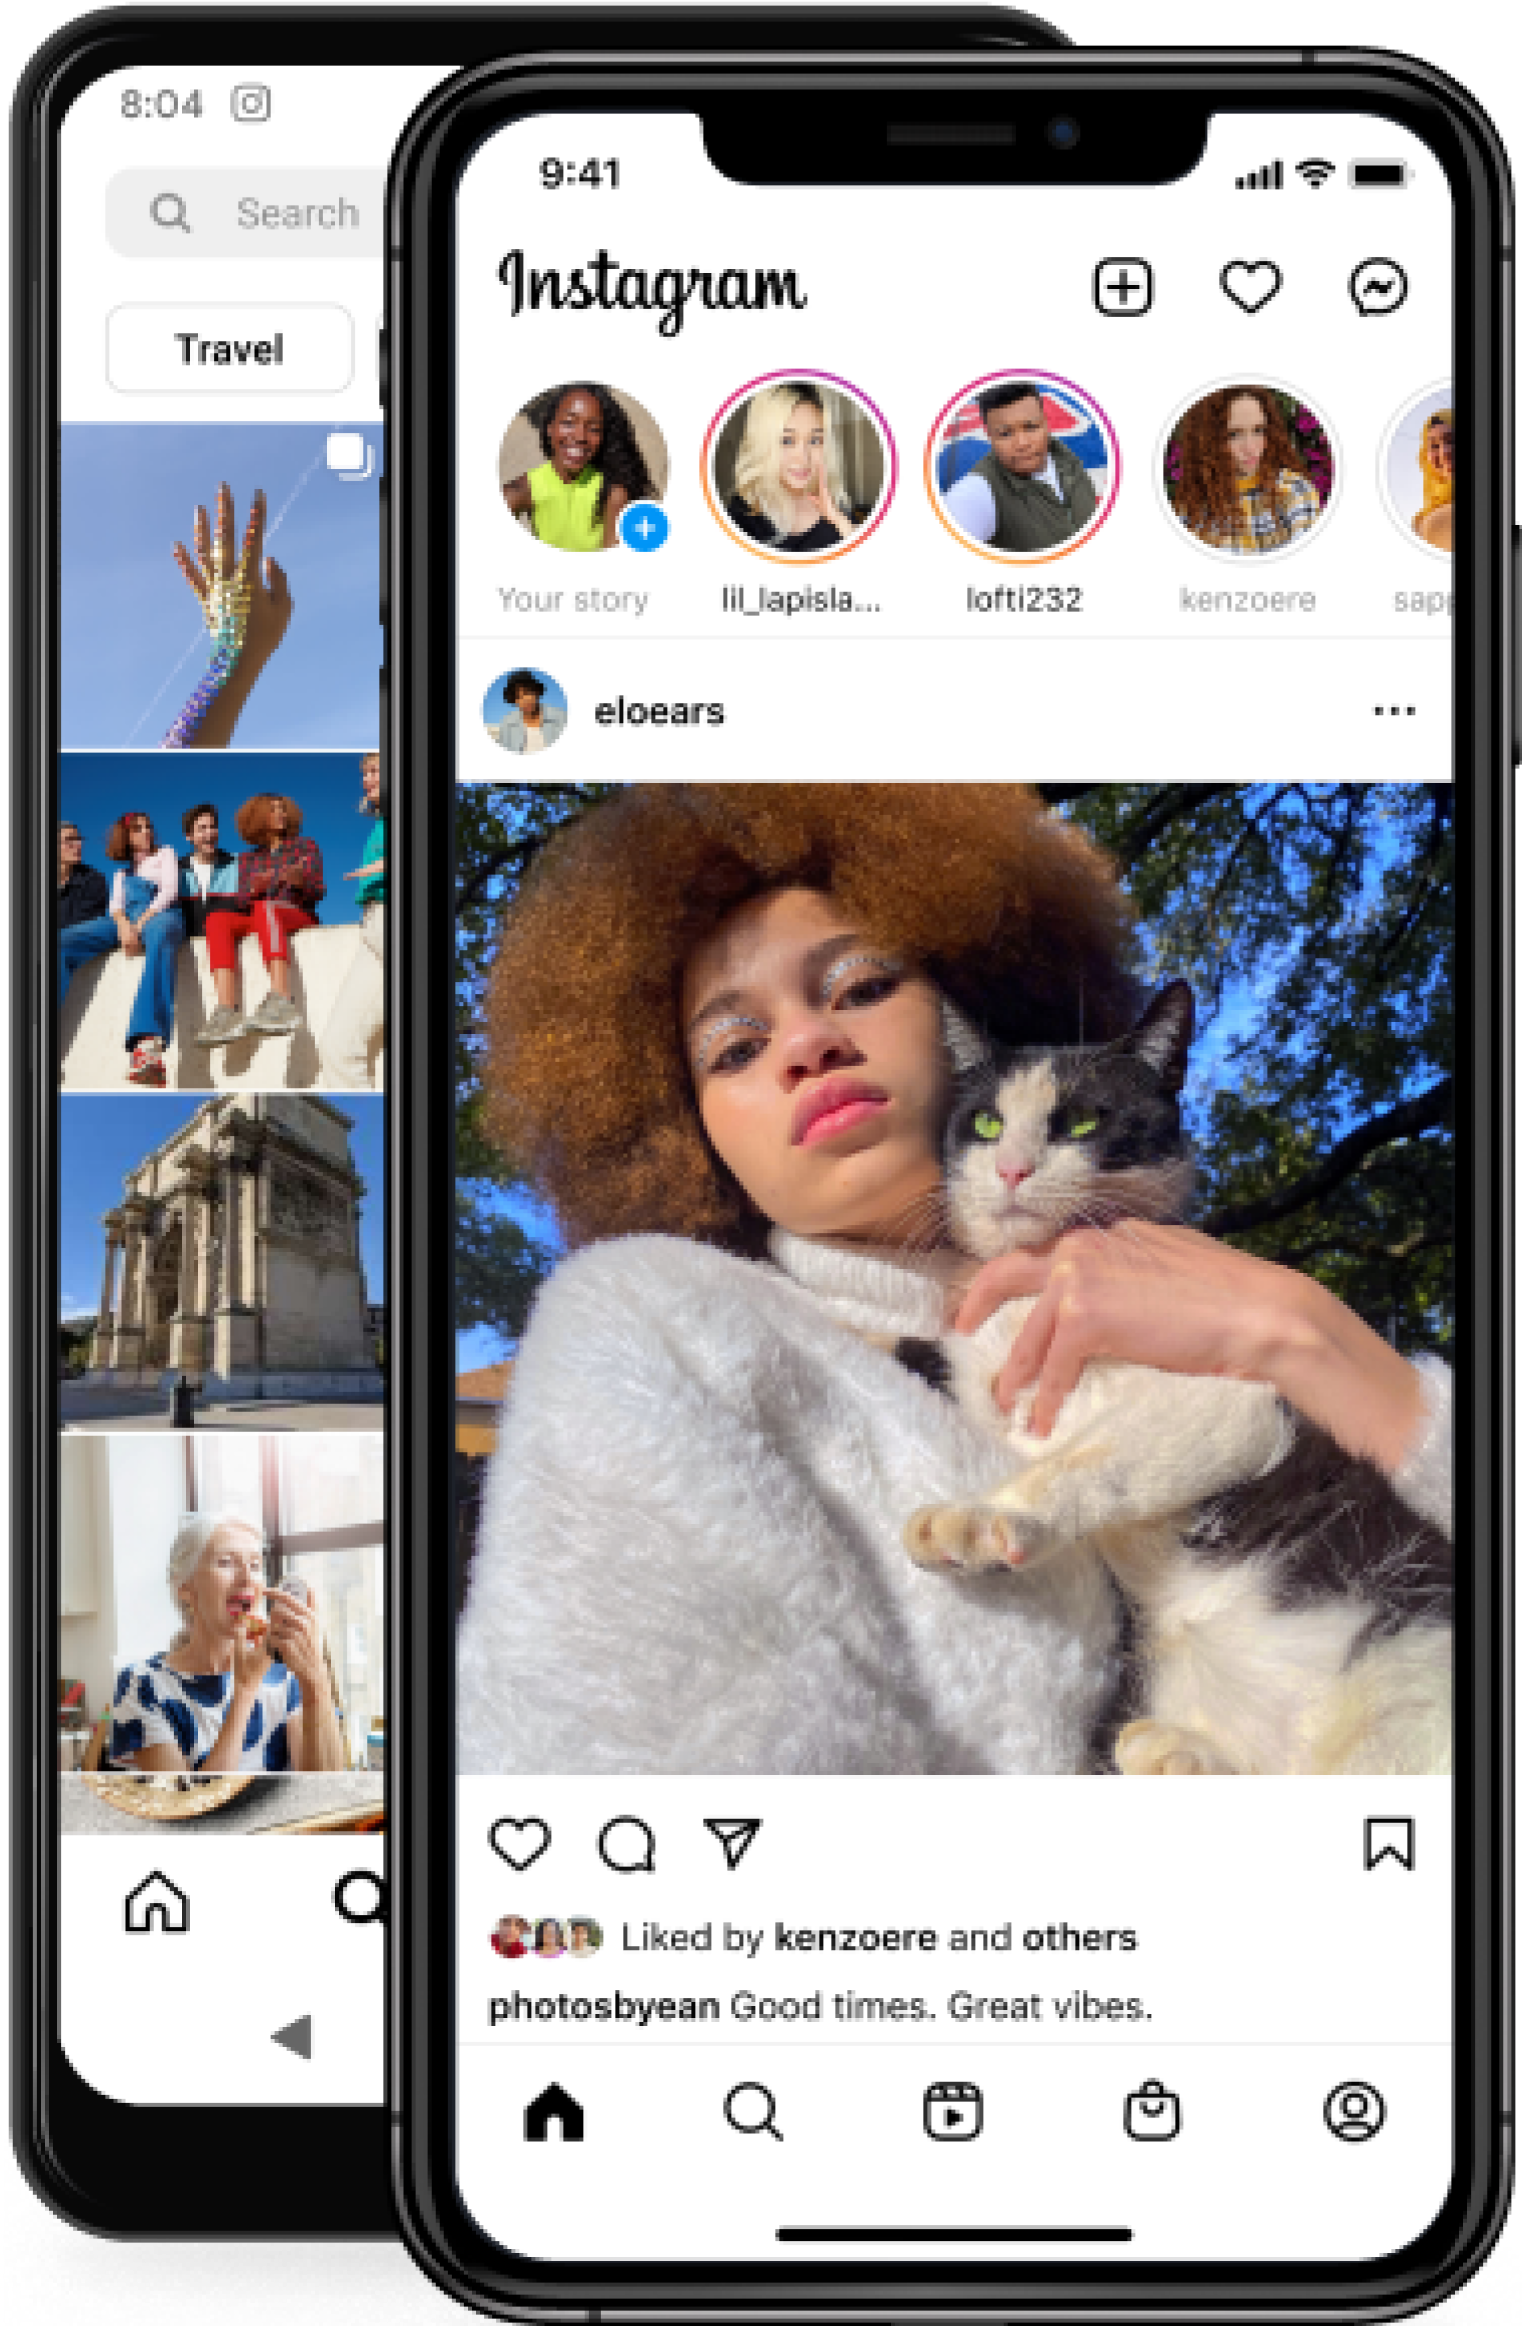 8:04
Search
Travel
9:41
Instagram
Your story
lil_lapisla...
lofti232
kenzoere
sapp
eloears
Liked by kenzoere and others
photosbyean Good times. Great vibes.